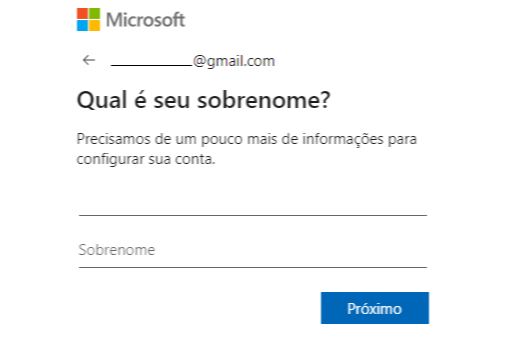 Microsoft
← @gmail.com
Qual é seu sobrenome?
Precisamos de um pouco mais de informações para
configurar sua conta.
Sobrenome
Próximo